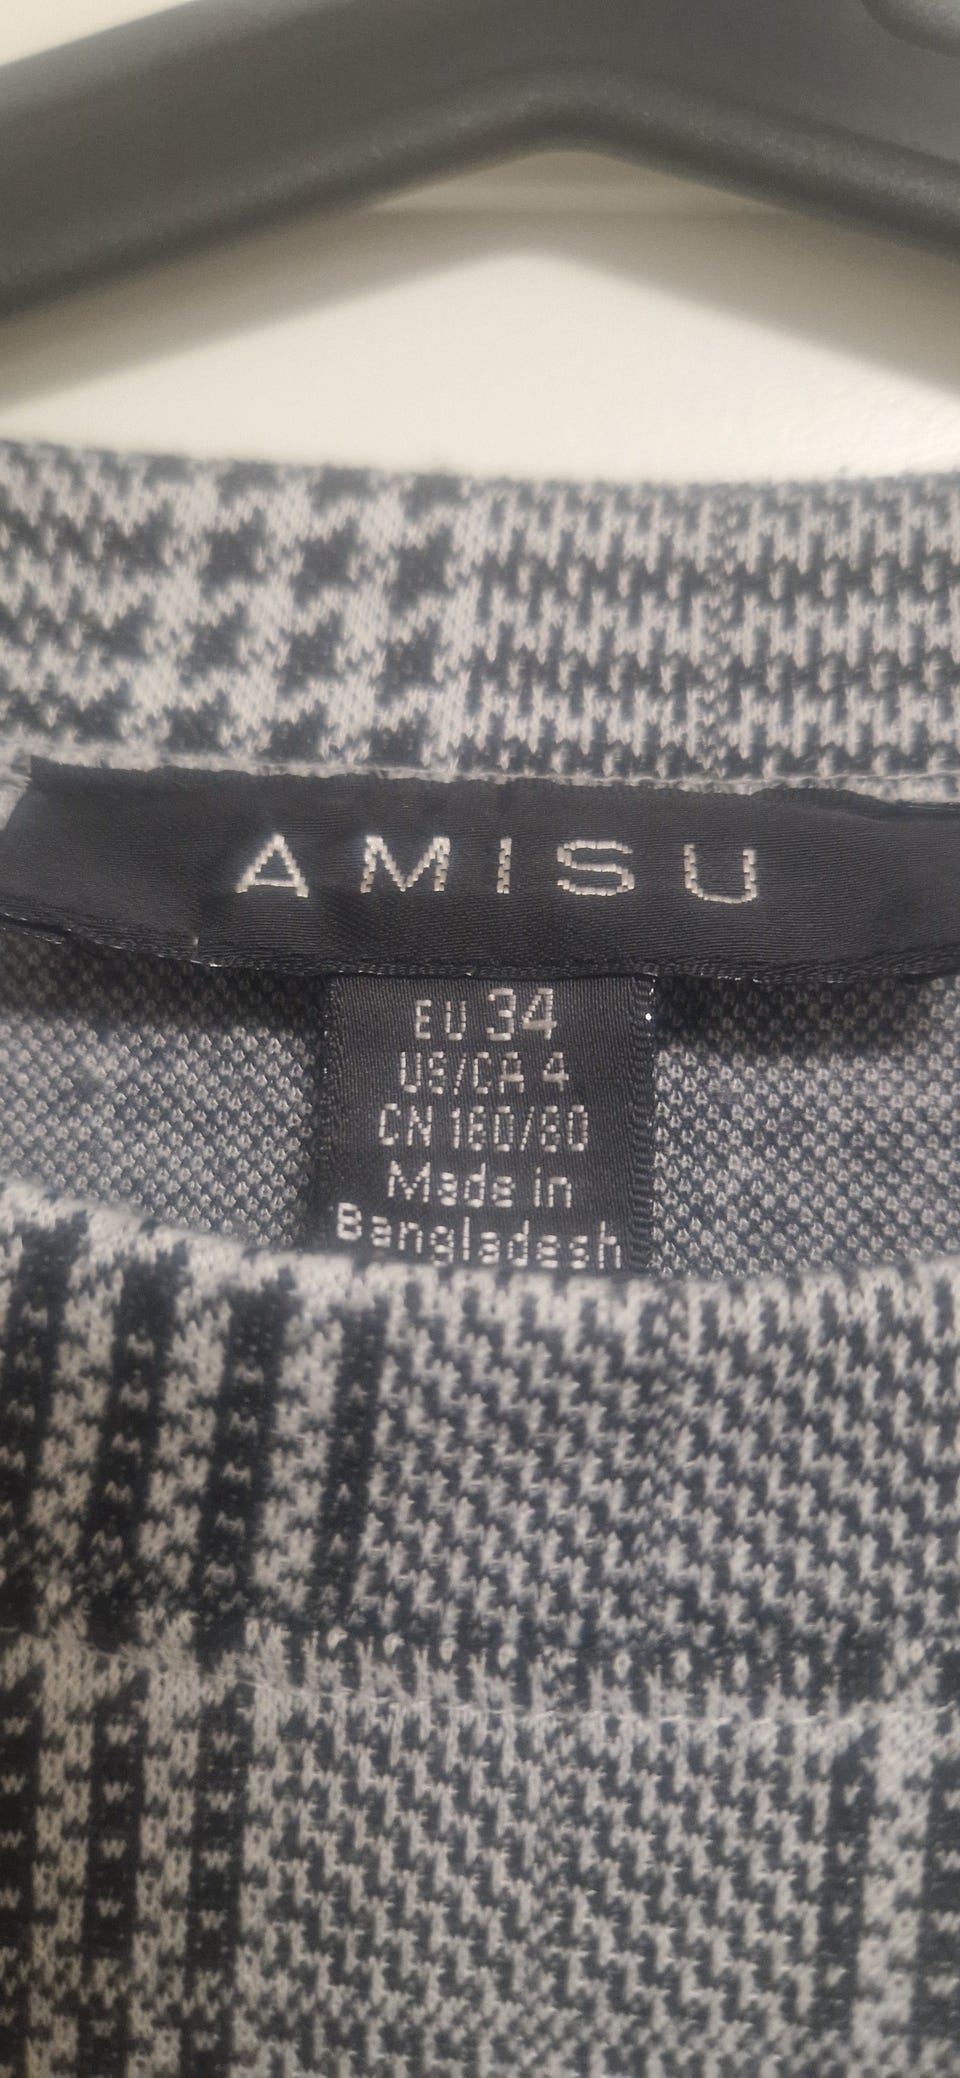 AMISU
EU 34
US/CA 4
CN 160/80
Made in
Bangladesh